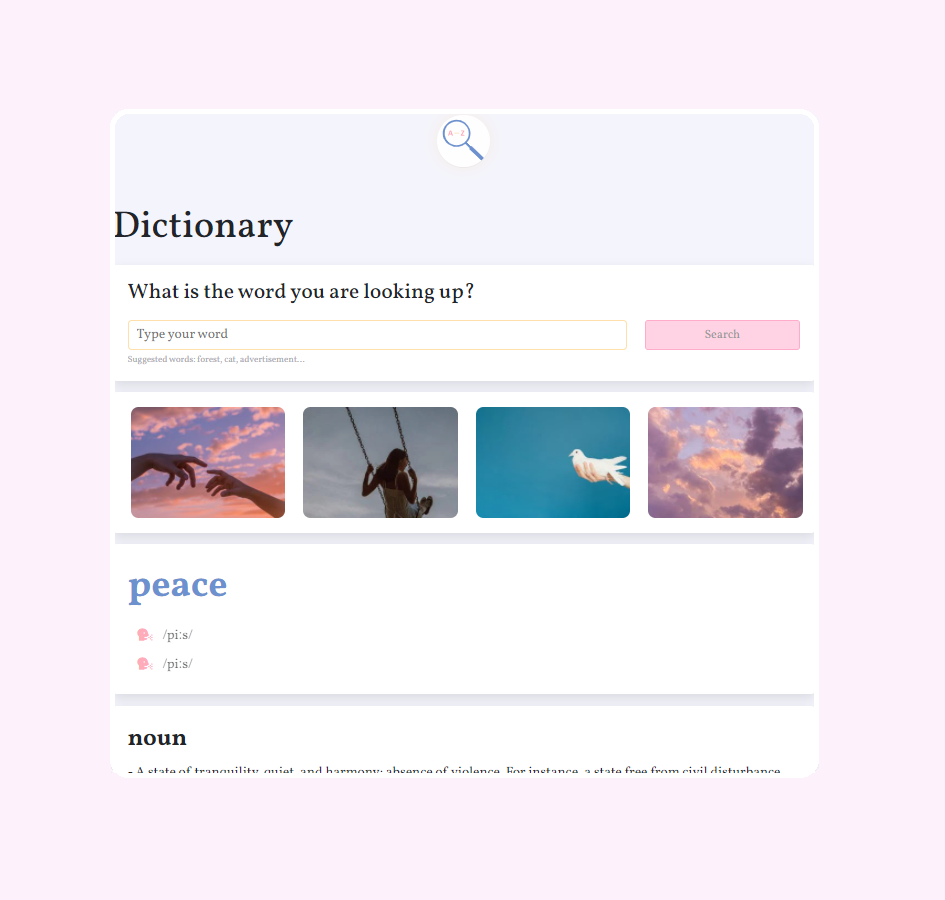 A-Z
Dictionary
What is the word you are looking up?
Type your word
Search
Suggested words: forest, cat, advertisement...
peace
/piːs/
/piːs/
noun
- A state of tranquility, quiet, and harmony; absence of violence. For instance, a state free from civil disturbance.